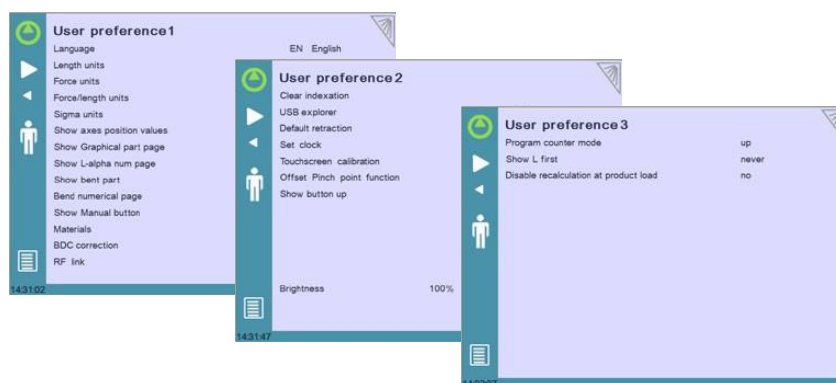 User preference1
Language EN English
Length units
Force units
Force/length units
Sigma units
Show axes position values
Show Graphical part page
Show L-alpha num page
Show bent part
Bend numerical page
Show Manual button
Materials
BDC correction
RF link
14:31:02
User preference2
Clear indexation
USB explorer
Default retraction
Set clock
Touchscreen calibration
Offset Pinch point function
Show button up
Brightness 100%
14:31:47
User preference3
Program counter mode up
Show L first never
Disable recalculation at product load no